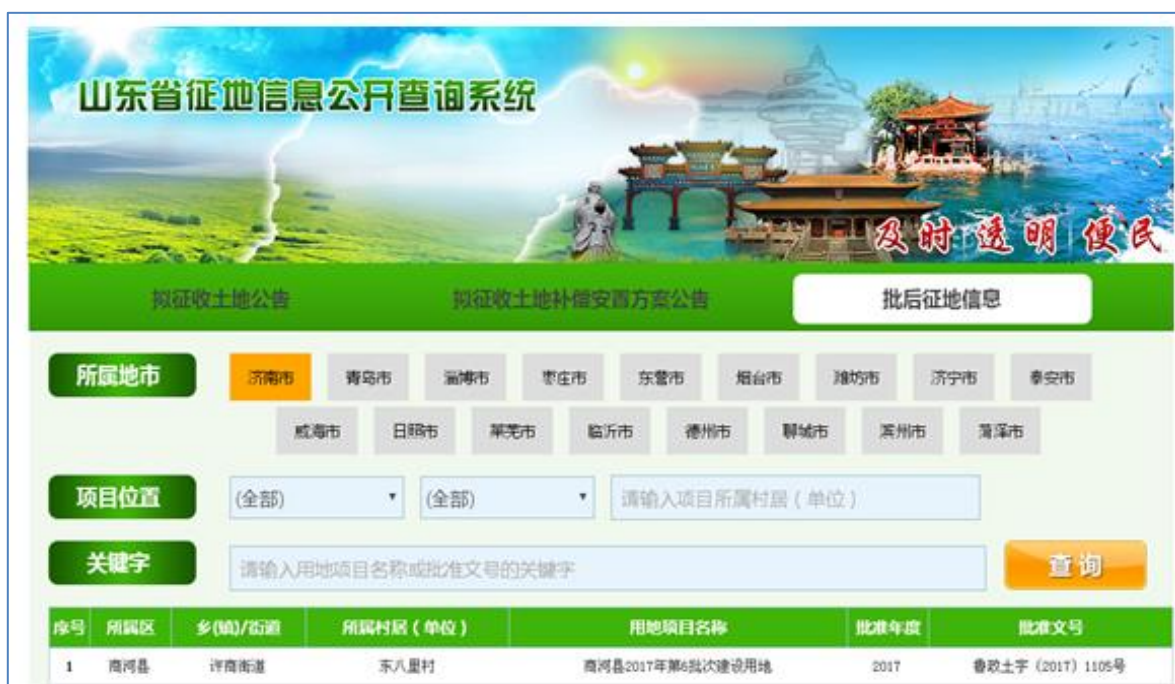 山东省征地信息公开查询系统
及时透明便民
拟征收土地公告 拟征收土地补偿安置方案公告 批后征地信息
所属地市 济南市 青岛市 淄博市 枣庄市 东营市 烟台市 潍坊市 济宁市 泰安市
威海市 日照市 莱芜市 临沂市 德州市 聊城市 滨州市 菏泽市
项目位置 (全部) (全部) 请输入项目所属村居(单位)
关键字 请输入用地项目名称或批准文号的关键字 查询
序号 所属区 乡(镇)/街道 所属村居(单位) 用地项目名称 批准年度 批准文号
1 商河县 许商街道 东八里村 商河县2017年第6批次建设用地 2017 鲁政土字(2017)1105号